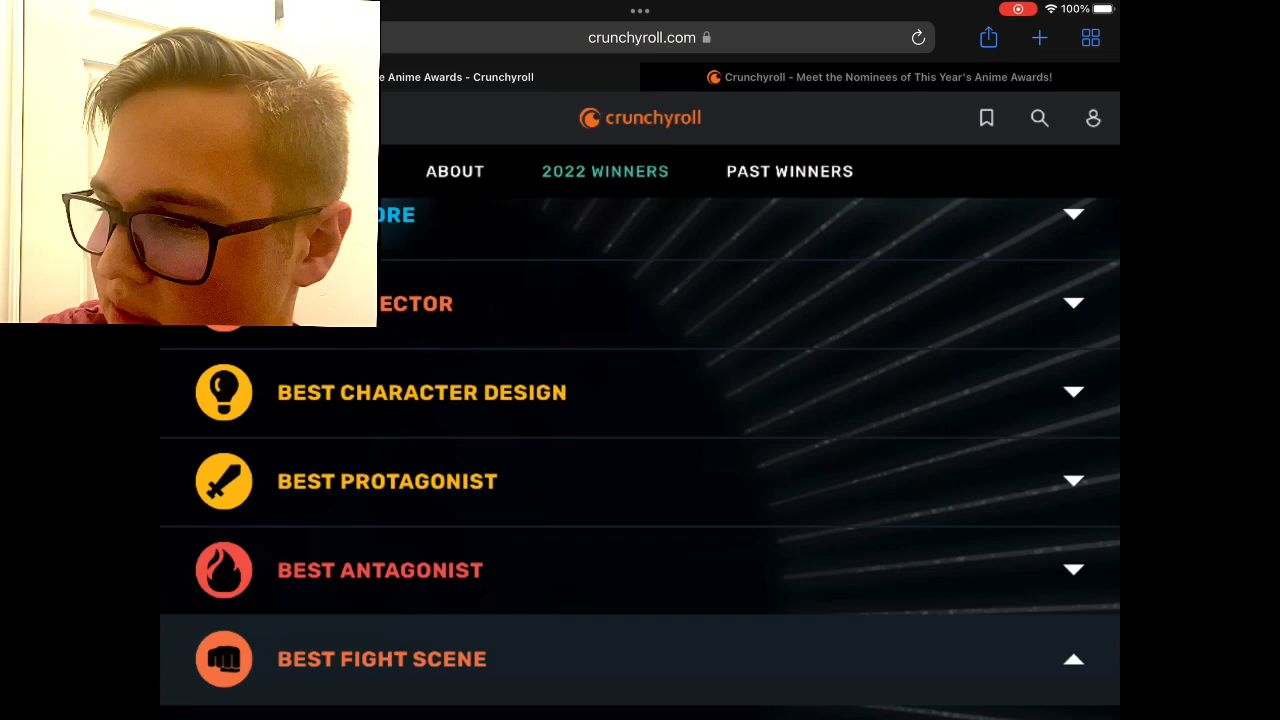 100%
crunchyroll.com
e Anime Awards - Crunchyroll
Crunchyroll - Meet the Nominees of This Year's Anime Awards!
crunchyroll
ABOUT
2022 WINNERS
PAST WINNERS
ORE
ECTOR
BEST CHARACTER DESIGN
BEST PROTAGONIST
BEST ANTAGONIST
BEST FIGHT SCENE